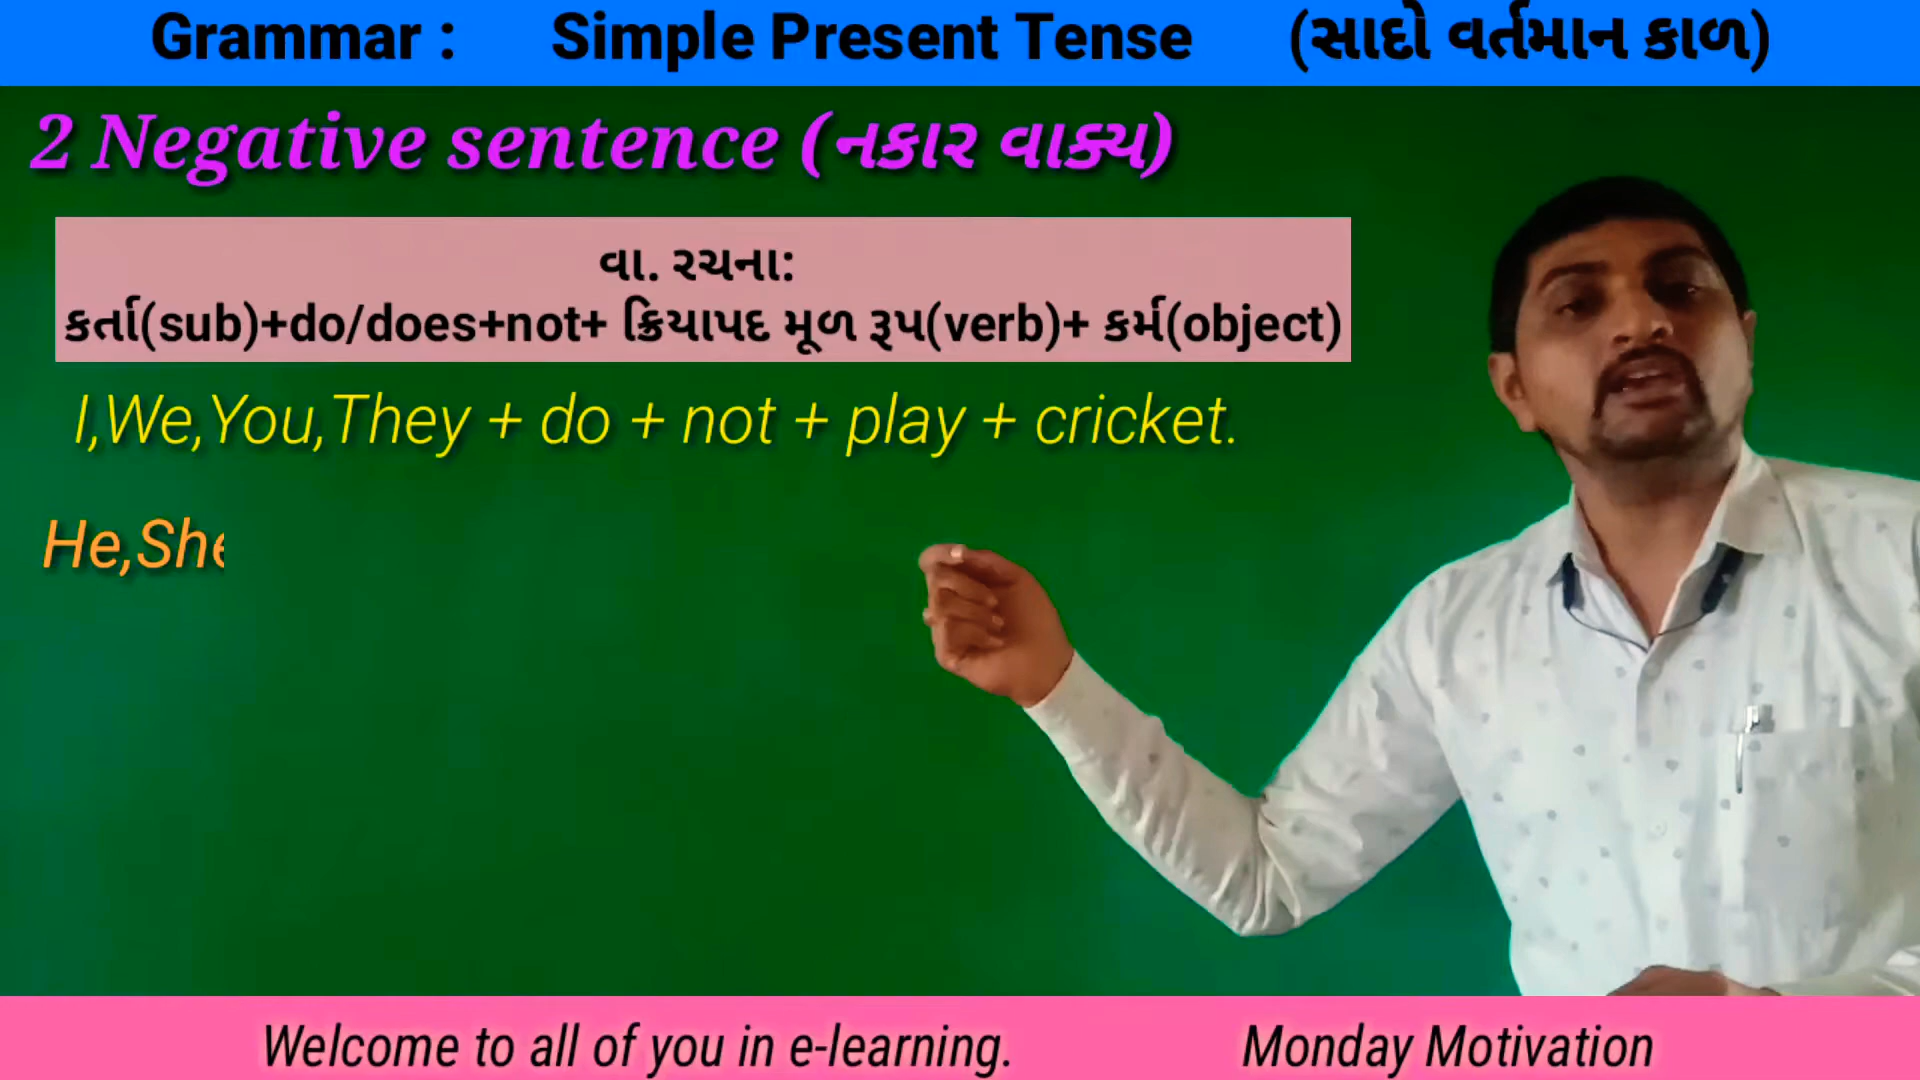 Grammar : Simple Present Tense (સાદો વર્તમાન કાળ)
2 Negative sentence (નકાર વાક્ય)
વા. રચના:
કર્તા(sub)+do/does+not+ ક્રિયાપદ મૂળ રૂપ(verb)+ કર્મ(object)
I,We,You,They + do + not + play + cricket.
He,She
Welcome to all of you in e-learning. Monday Motivation